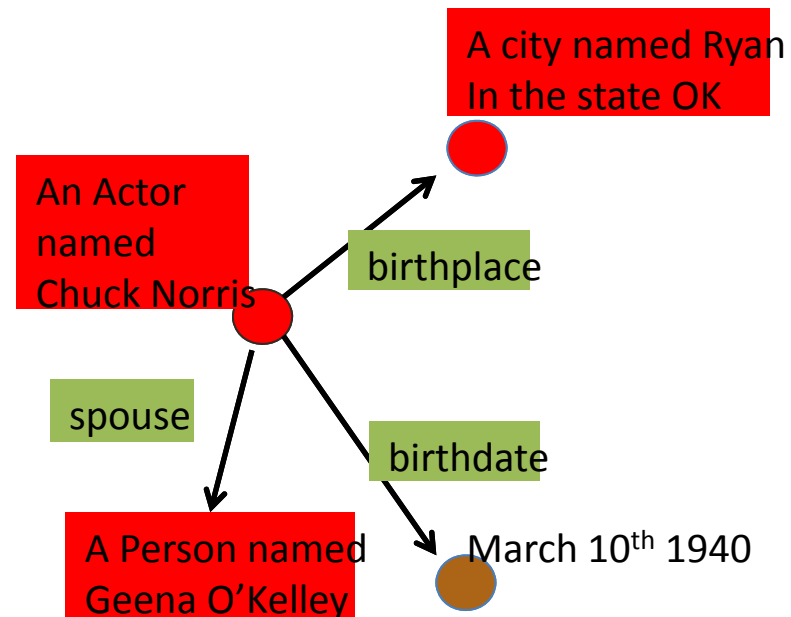 A city named Ryan
In the state OK
An Actor
named
Chuck Norris
birthplace
spouse
birthdate
A Person named
Geena O’Kelley
March 10th 1940